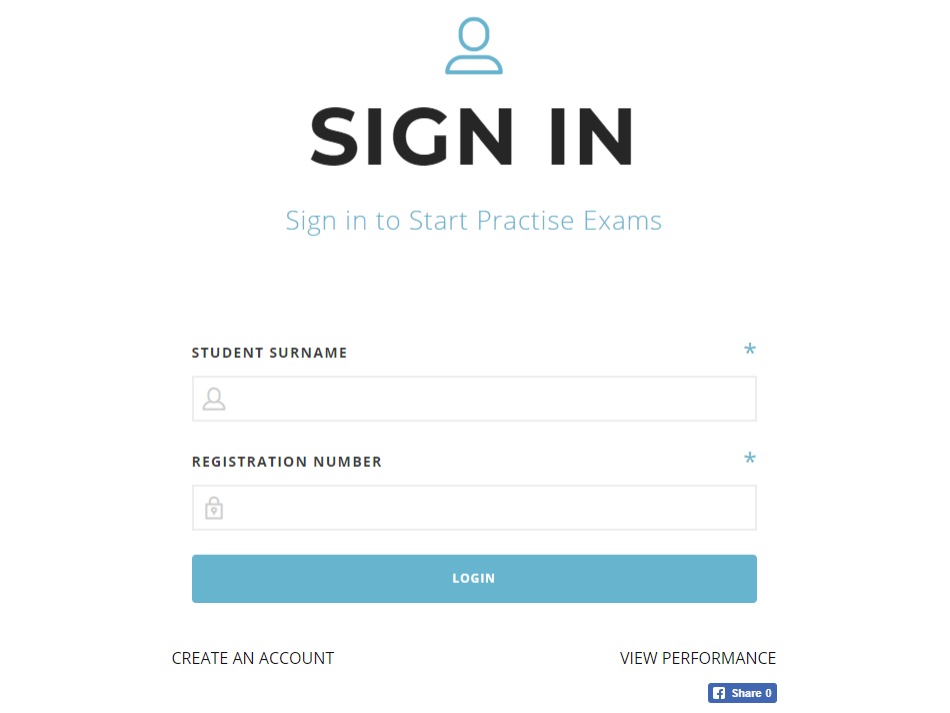 SIGN IN
Sign in to Start Practise Exams
STUDENT SURNAME *
REGISTRATION NUMBER *
LOGIN
CREATE AN ACCOUNT VIEW PERFORMANCE
Share 0